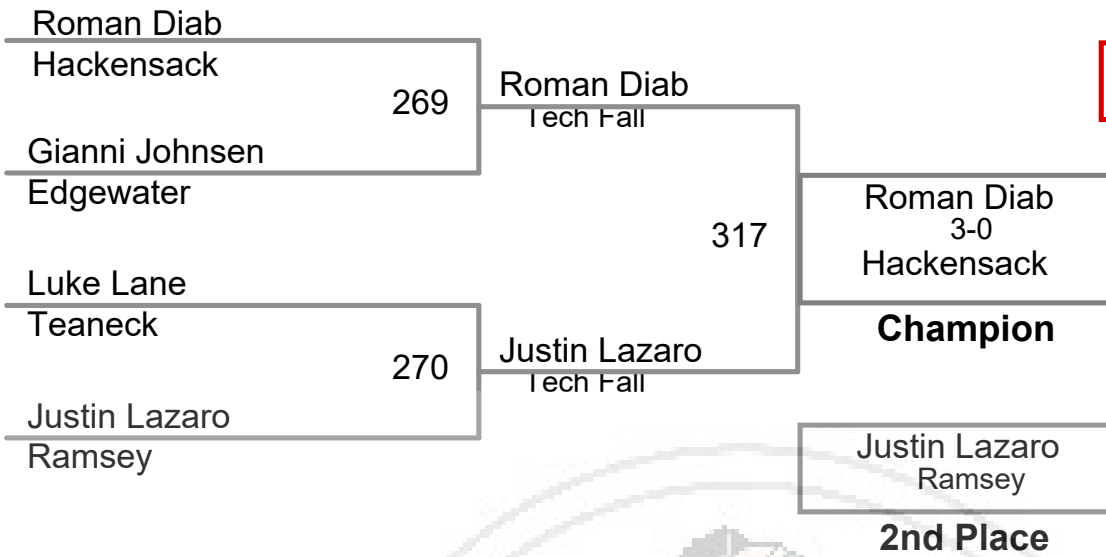 Roman Diab
Hackensack
269
Gianni Johnsen
Edgewater
Luke Lane
Teaneck
270
Justin Lazaro
Ramsey
Roman Diab
Tech Fall
317
Justin Lazaro
Tech Fall
Roman Diab
3-0
Hackensack
Champion
Justin Lazaro
Ramsey
2nd Place